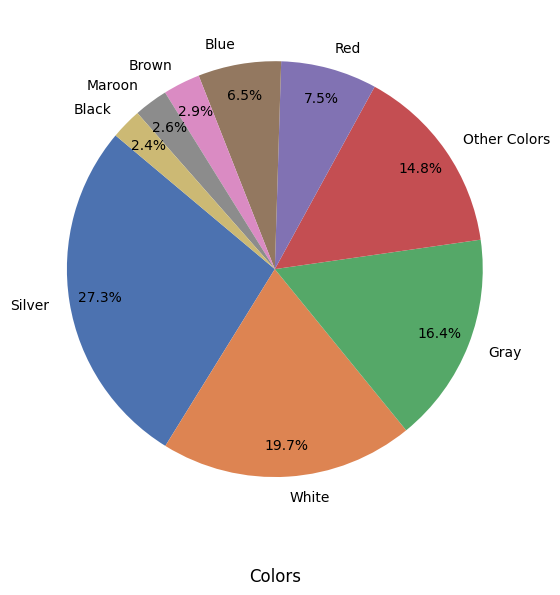 Blue
Red
Brown
Maroon
Black
Other Colors
Silver
Gray
White
6.5%
7.5%
2.9%
2.6%
2.4%
14.8%
27.3%
16.4%
19.7%
Colors